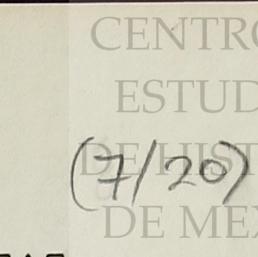 CENTRO
ESTUD
(7/20)
DE HIST
DE MEX